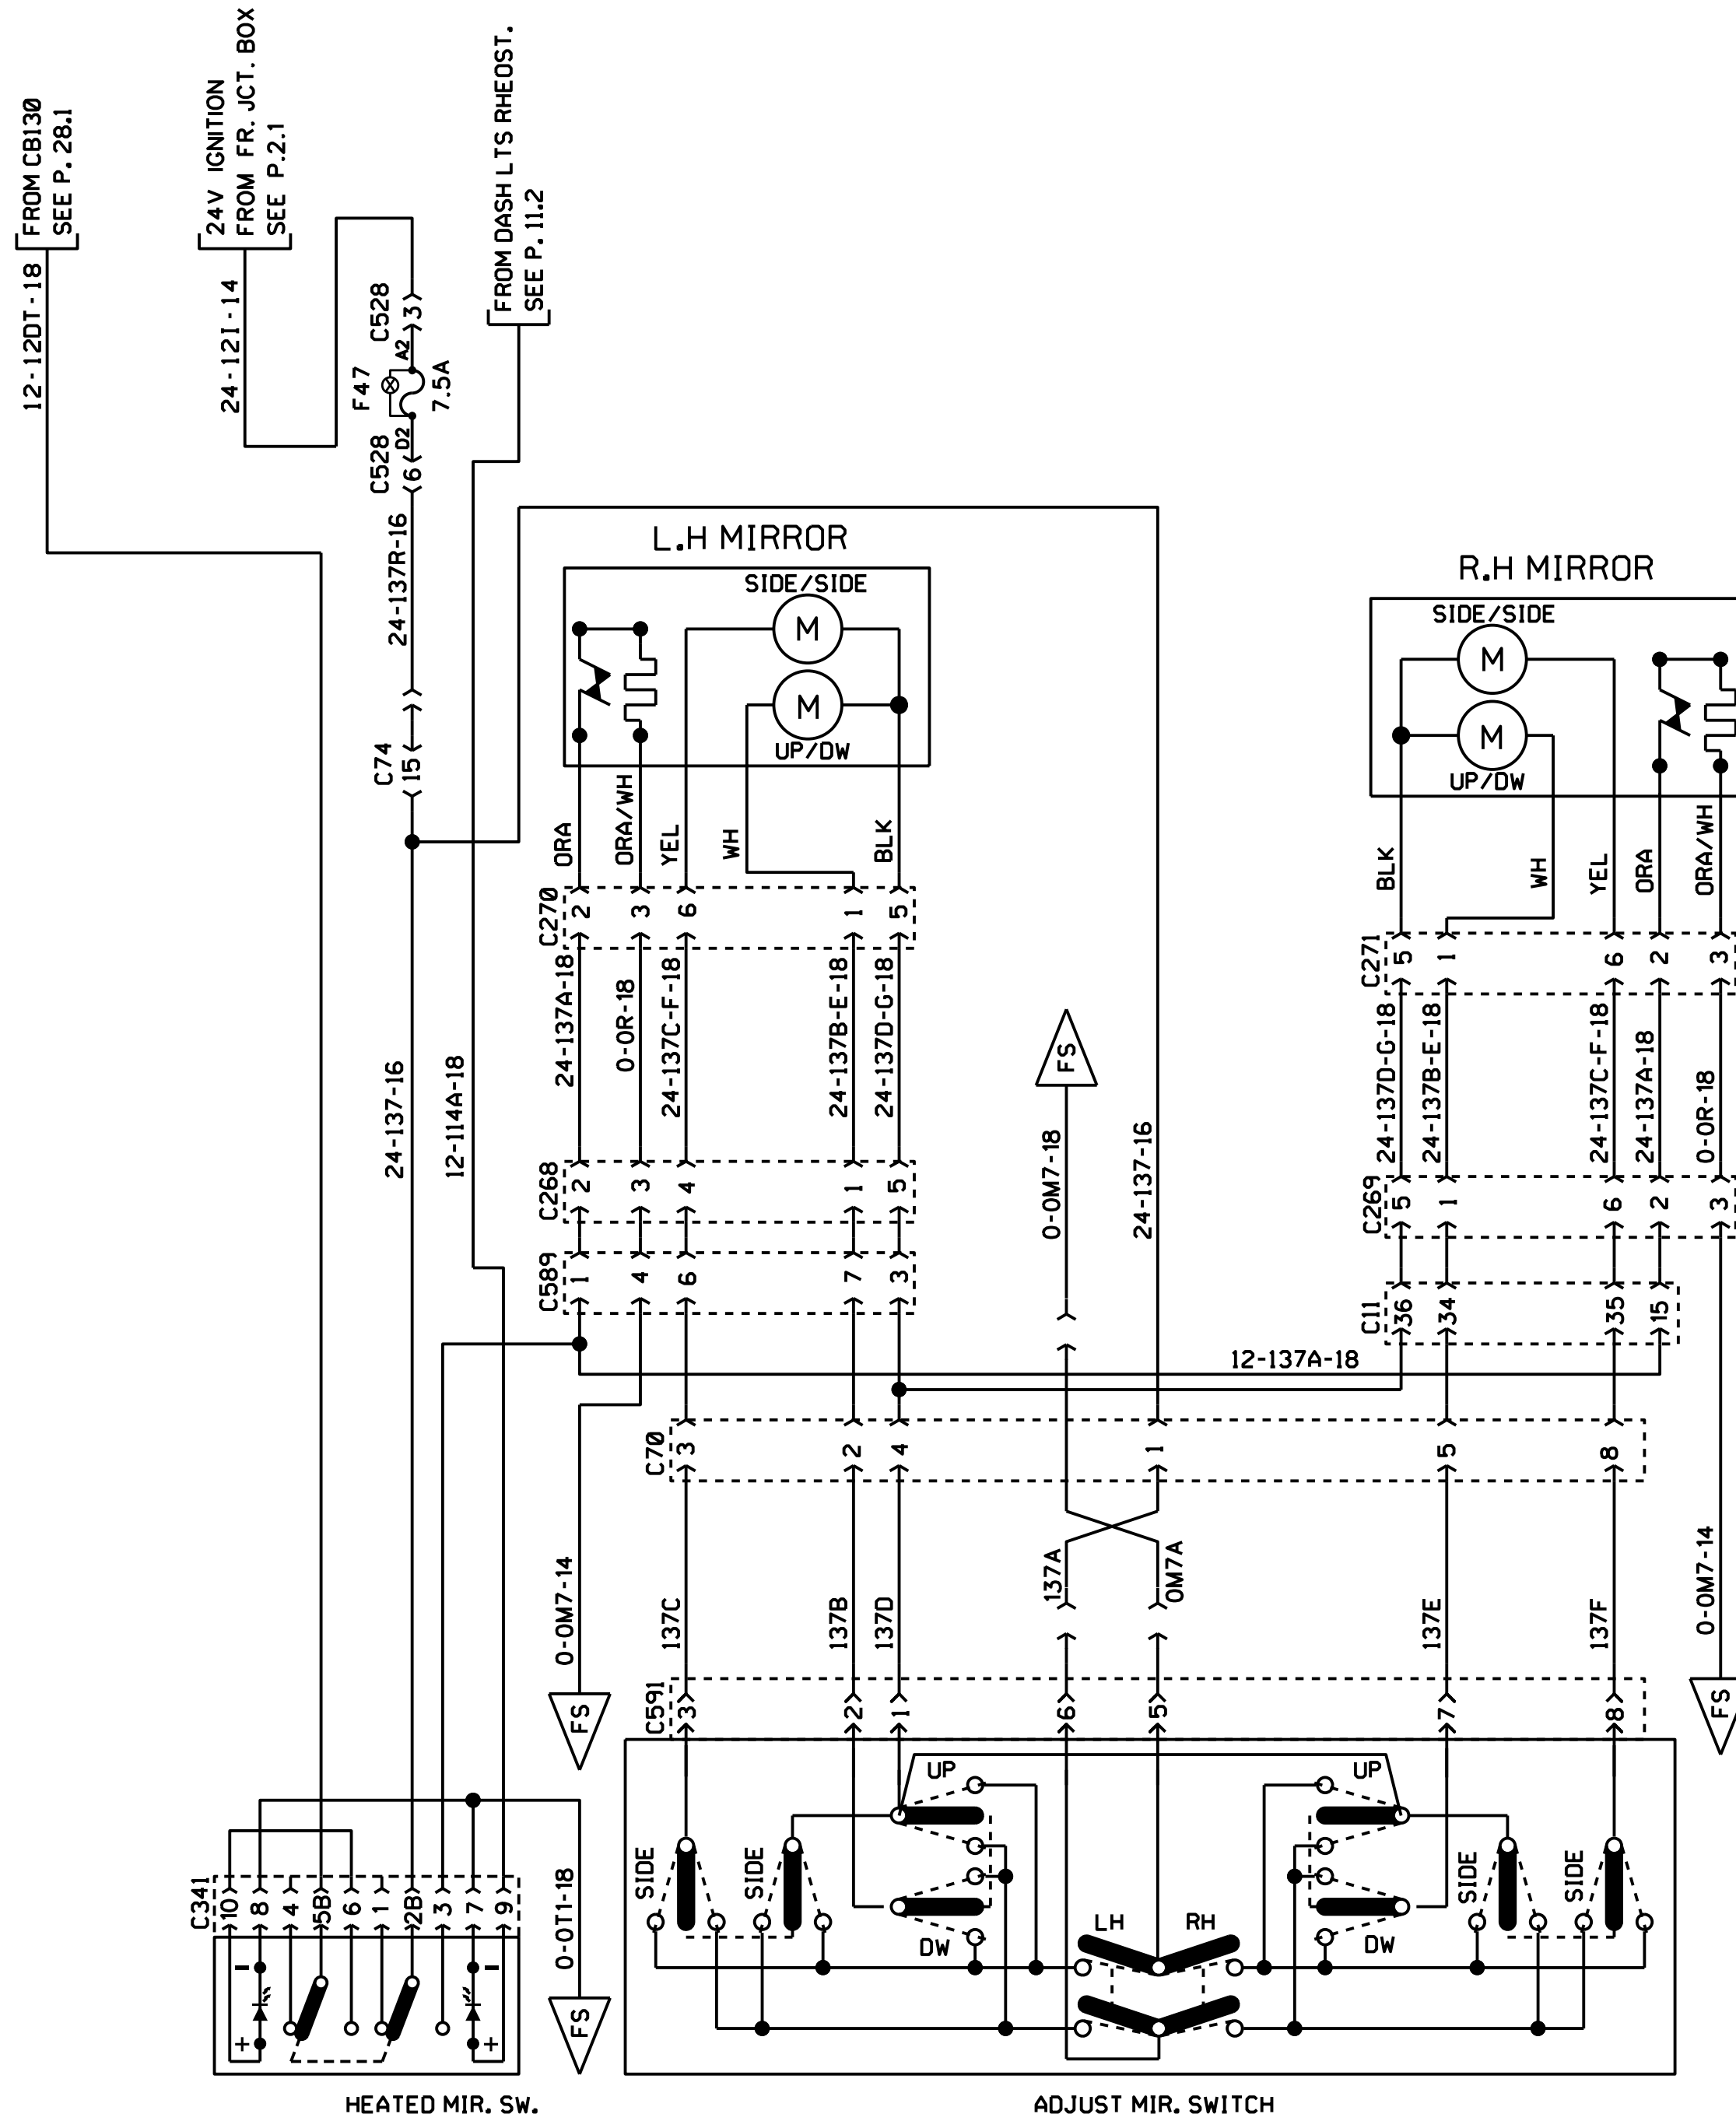 FROM CB130
SEE P. 28.1
12-12DT-18
24V IGNITION
FROM FR. JCT. BOX
SEE P.2.1
24-12I-14
C528
3
A2
F47
7.5A
D2
C528
6
FROM DASH LTS RHEOST.
SEE P. 11.2
24-137R-16
C74
15
24-137-16
12-114A-18
L.H MIRROR
SIDE/SIDE
M
M
UP/DW
ORA
ORA/WH
YEL
WH
BLK
C270
2
3
6
1
5
24-137A-18
0-0R-18
24-137C-F-18
24-137B-E-18
24-137D-G-18
C268
2
3
4
1
5
C589
1
4
6
7
3
R.H MIRROR
SIDE/SIDE
M
M
UP/DW
BLK
WH
YEL
ORA
ORA/WH
C271
5
1
6
2
3
24-137D-G-18
24-137B-E-18
24-137C-F-18
24-137A-18
0-0R-18
C269
5
1
6
2
3
C11
36
34
35
15
FS
0-0M7-18
24-137-16
12-137A-18
C70
3
2
4
1
5
8
0-0M7-14
FS
137C
137B
137D
137A
0M7A
137E
137F
0-0M7-14
FS
C591
3
2
1
6
5
7
8
UP
UP
SIDE
SIDE
DW
LH
RH
DW
SIDE
SIDE
ADJUST MIR. SWITCH
C341
10
8
4
5B
6
1
2B
3
7
9
-
-
+
+
0-0T1-18
FS
HEATED MIR. SW.